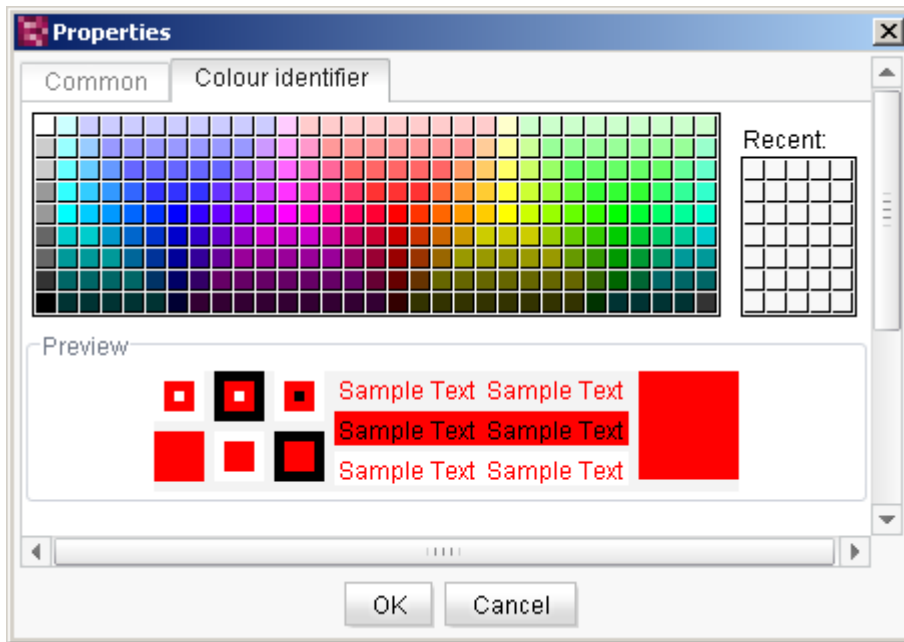 Properties
Common
Colour identifier
Recent:
Preview
Sample Text Sample Text
Sample Text Sample Text
Sample Text Sample Text
OK
Cancel